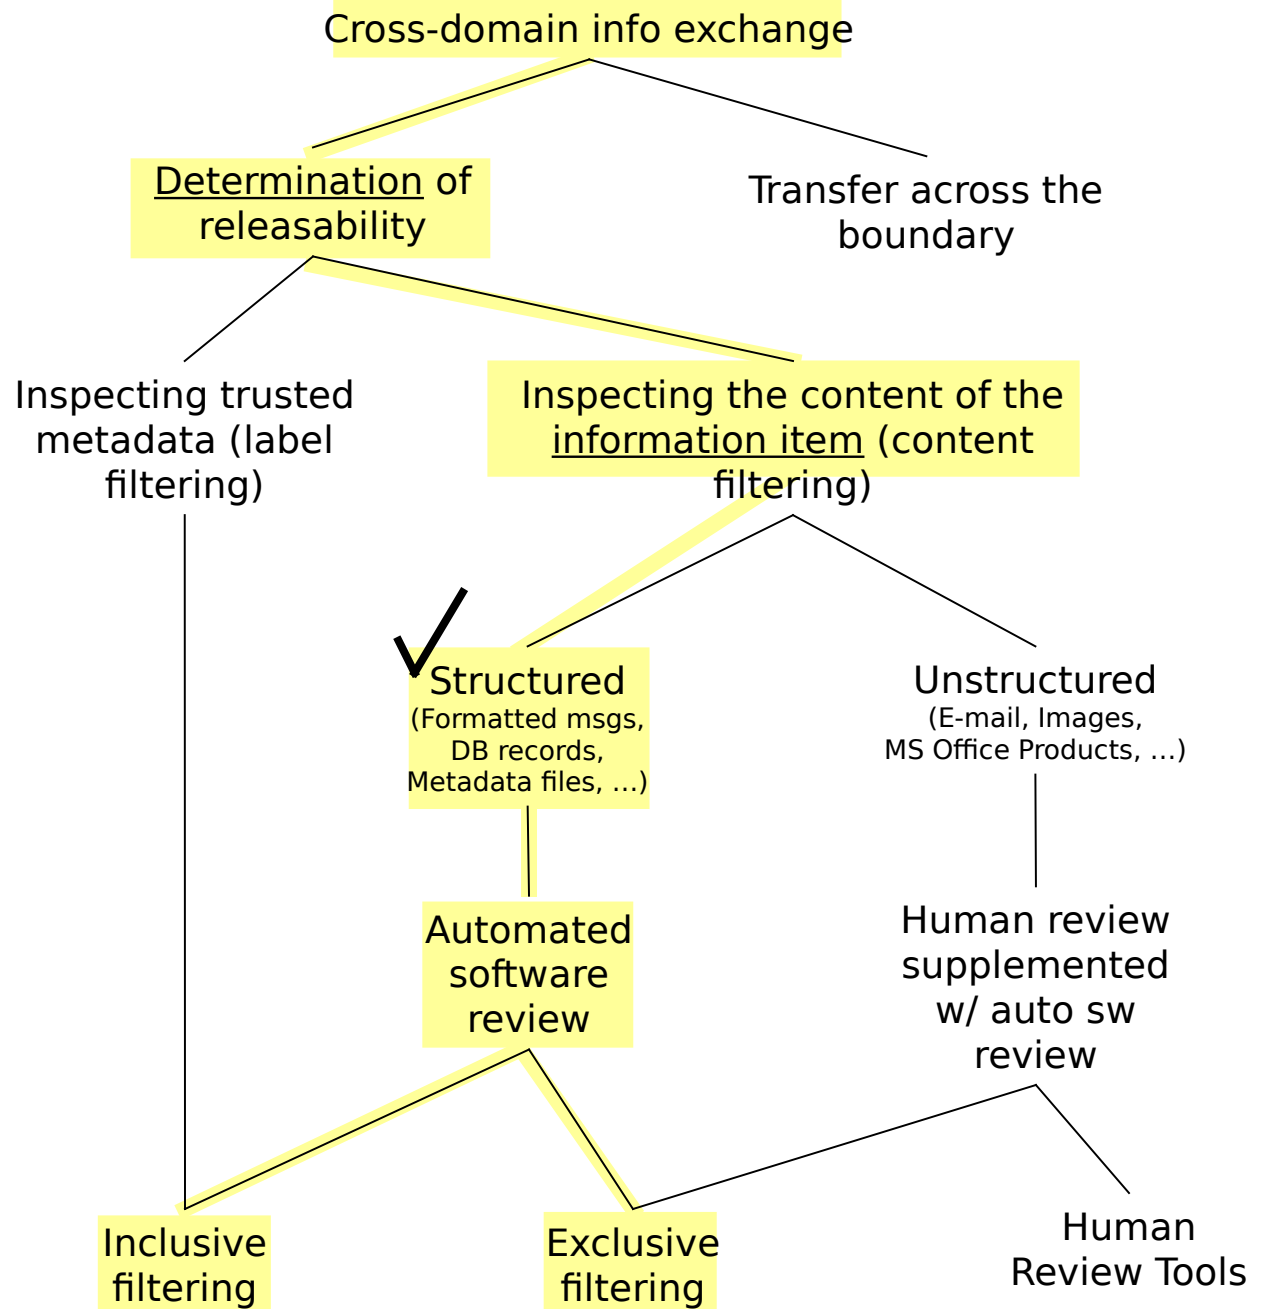 Cross-domain info exchange
Determination of
releasability
Transfer across the
boundary
Inspecting trusted
metadata (label
filtering)
Inspecting the content of the
information item (content
filtering)
Structured
(Formatted msgs,
DB records,
Metadata files, ...)
Unstructured
(E-mail, Images,
MS Office Products, ...)
Automated
software
review
Human review
supplemented
w/ auto sw
review
Inclusive
filtering
Exclusive
filtering
Human
Review Tools